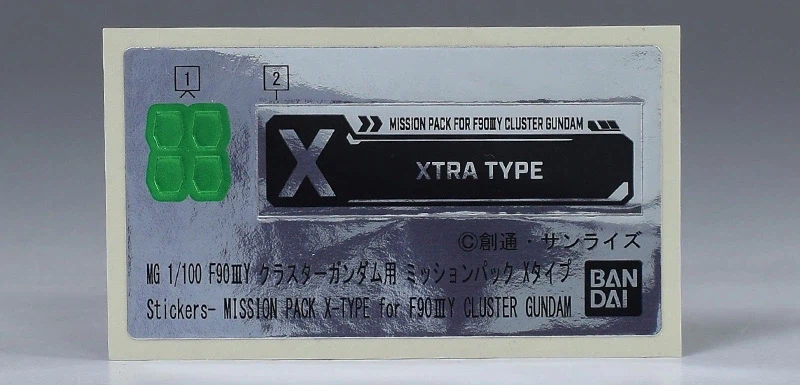 1
2
MISSION PACK FOR F90ⅢY CLUSTER GUNDAM
X
XTRA TYPE
©創通・サンライズ
MG 1/100 F90ⅢY クラスターガンダム用 ミッションパック Xタイプ
Stickers- MISSION PACK X-TYPE for F90ⅢY CLUSTER GUNDAM
BAN
DAI